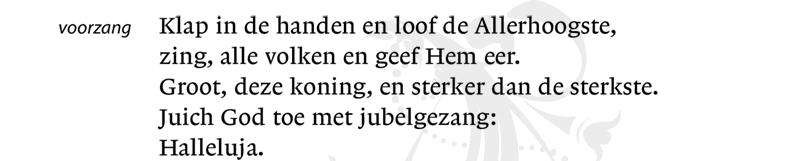 voorzang Klap in de handen en loof de Allerhoogste,
zing, alle volken en geef Hem eer.
Groot, deze koning, en sterker dan de sterkste.
Juich God toe met jubelgezang:
Halleluja.